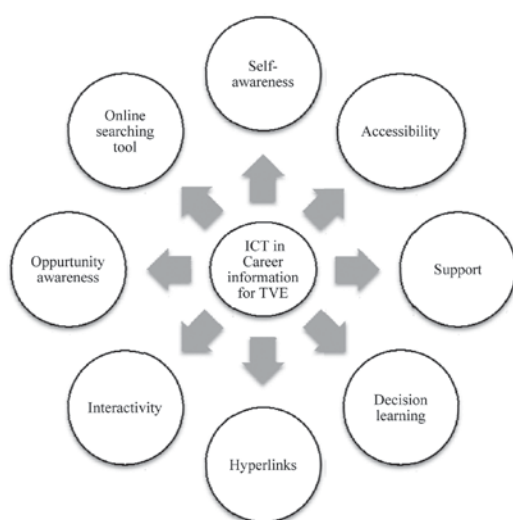 Self-
awareness
Accessibility
Support
Decision
learning
Hyperlinks
Interactivity
Oppurtunity
awareness
Online
searching
tool
ICT in
Career
information
for TVE